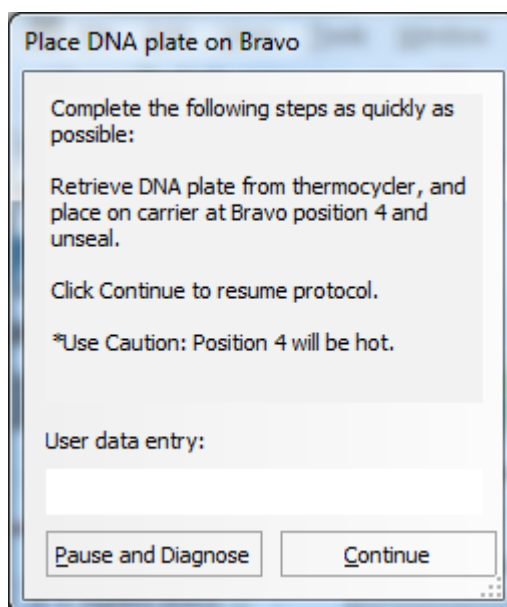 Place DNA plate on Bravo
Complete the following steps as quickly as
possible:
Retrieve DNA plate from thermocycler, and
place on carrier at Bravo position 4 and
unseal.
Click Continue to resume protocol.
*Use Caution: Position 4 will be hot.
User data entry:
Pause and Diagnose
Continue